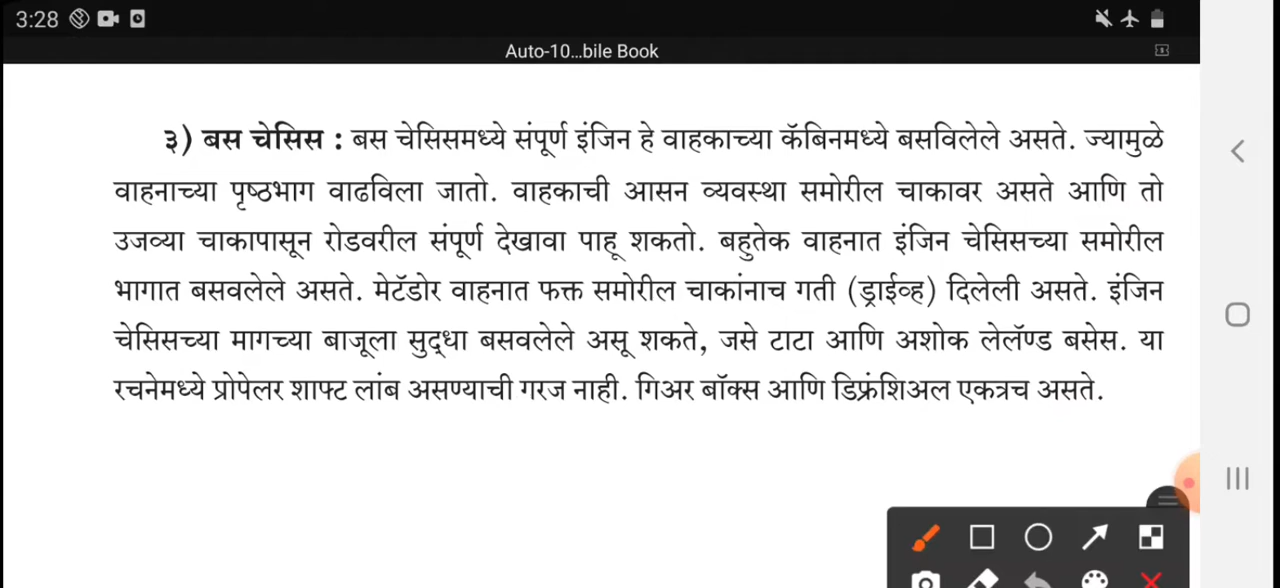 3:28
Auto-10...bile Book
३) बस चेसिस : बस चेसिसमध्ये संपूर्ण इंजिन हे वाहकाच्या कॅबिनमध्ये बसविलेले असते. ज्यामुळे
वाहनाच्या पृष्ठभाग वाढविला जातो. वाहकाची आसन व्यवस्था समोरील चाकावर असते आणि तो
उजव्या चाकापासून रोडवरील संपूर्ण देखावा पाहू शकतो. बहुतेक वाहनात इंजिन चेसिसच्या समोरील
भागात बसवलेले असते. मेटॅडोर वाहनात फक्त समोरील चाकांनाच गती (ड्राईव्ह) दिलेली असते. इंजिन
चेसिसच्या मागच्या बाजूला सुद्धा बसवलेले असू शकते, जसे टाटा आणि अशोक लेलॅण्ड बसेस. या
रचनेमध्ये प्रोपेलर शाफ्ट लांब असण्याची गरज नाही. गिअर बॉक्स आणि डिफ्रंशिअल एकत्रच असते.